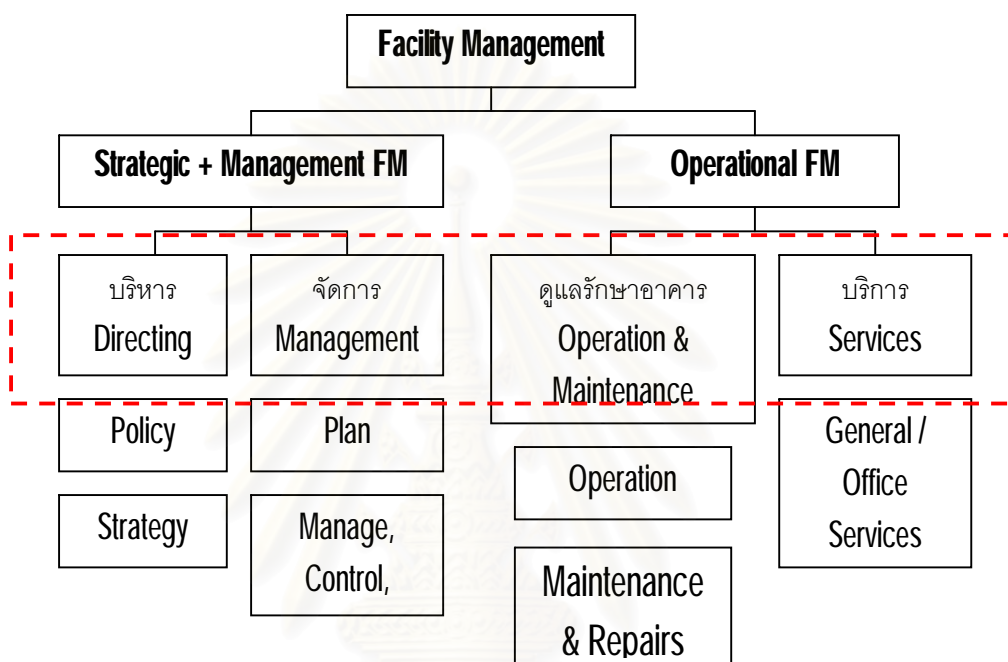 Facility Management
Strategic + Management FM
Operational FM
บริหาร
Directing
จัดการ
Management
ดูแลรักษาอาคาร
Operation &
Maintenance
บริการ
Services
Policy
Plan
General /
Office
Services
Operation
Strategy
Manage,
Control,
Maintenance
& Repairs